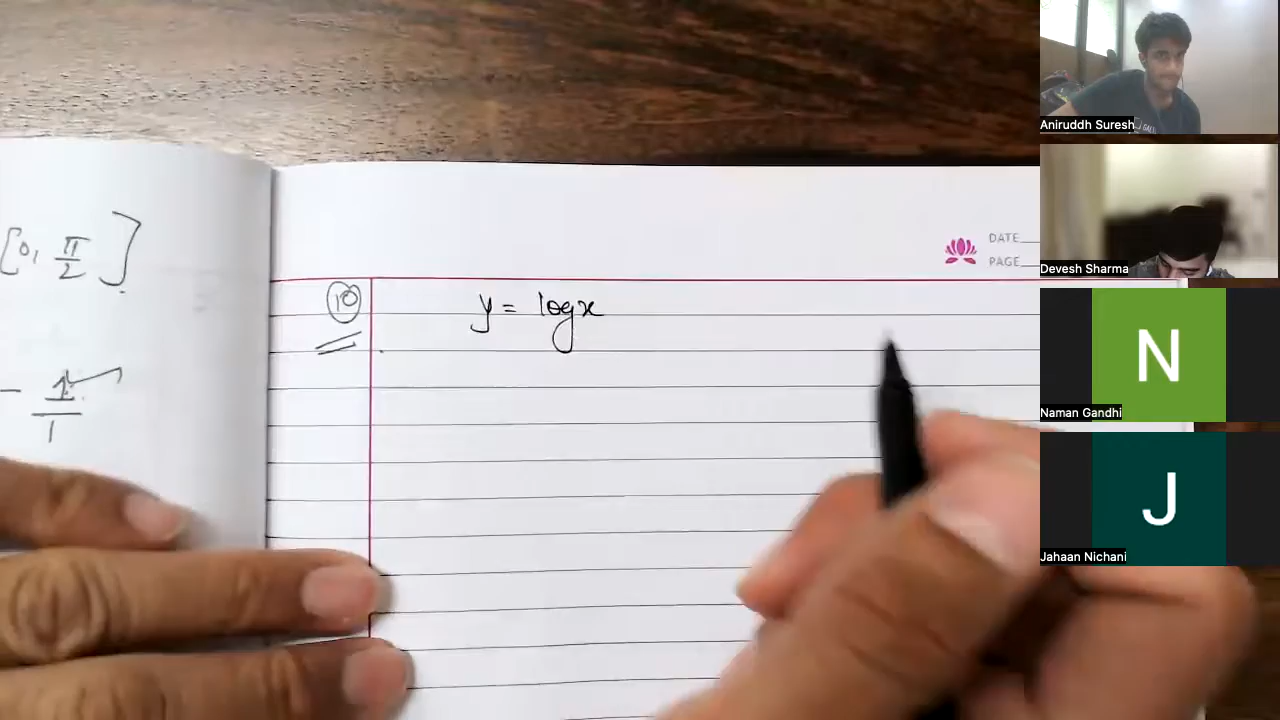 [0, π/2]
- 1/1
10
y = log x
DATE
PAGE
Aniruddh Suresh
Devesh Sharma
N
Naman Gandhi
J
Jahaan Nichani